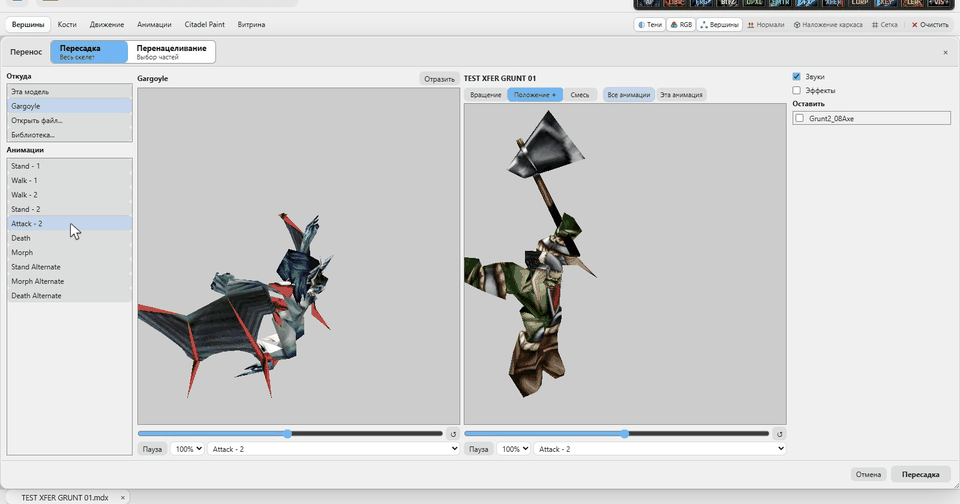 Вершины Кости Движение Анимации Citadel Paint Витрина Тени RGB Вершины Нормали Наложение каркаса Сетка Очистить
Перенос Пересадка Весь скелет Перенацеливание Выбор частей ×
Откуда
Эта модель
Gargoyle
Открыть файл...
Библиотека...
Анимации
Stand - 1
Walk - 1
Walk - 2
Stand - 2
Attack - 2
Death
Morph
Stand Alternate
Morph Alternate
Death Alternate
Gargoyle Отразить
Пауза 100% Attack - 2
TEST XFER GRUNT 01
Вращение Положение + Смесь Все анимации Эта анимация
Пауза 100% Attack - 2
Звуки
Эффекты
Оставить
Grunt2_08Axe
Отмена Пересадка
TEST XFER GRUNT 01.mdx ×